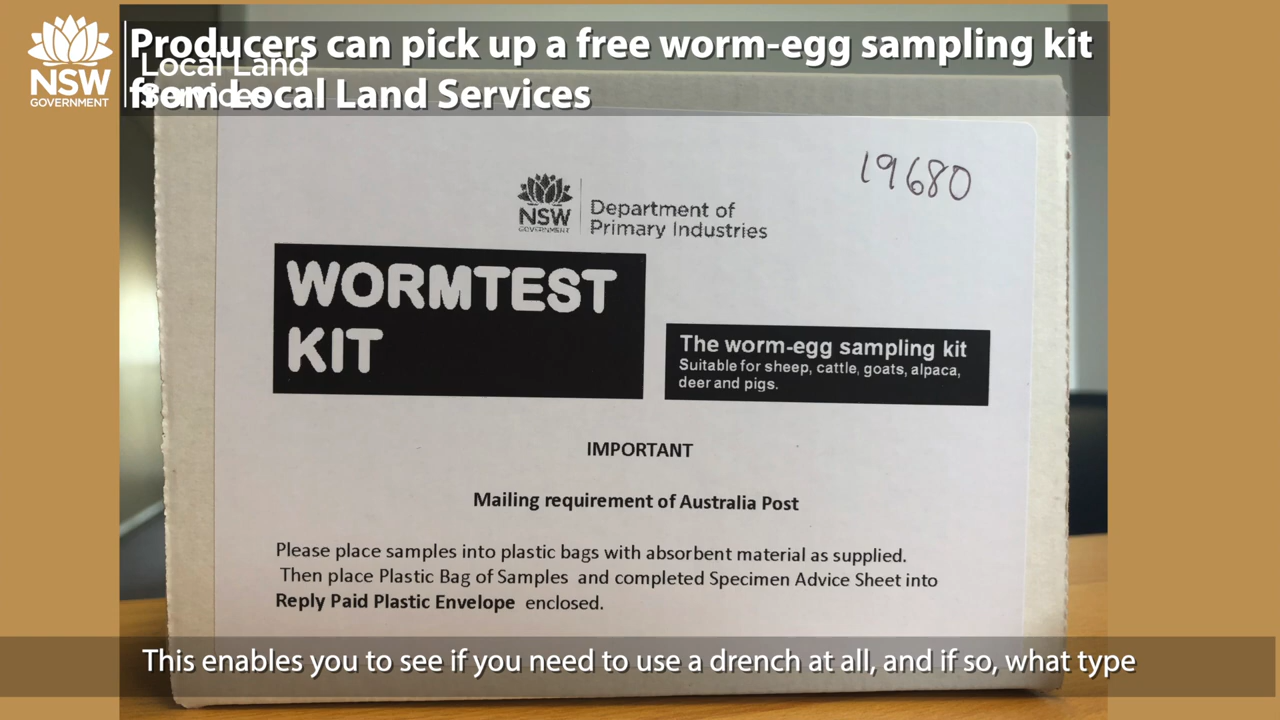 Producers can pick up a free worm-egg sampling kit
from Local Land Services
NSW
GOVERNMENT
Local Land
Services
19680
NSW
GOVERNMENT
Department of
Primary Industries
WORMTEST
KIT
The worm-egg sampling kit
Suitable for sheep, cattle, goats, alpaca,
deer and pigs.
IMPORTANT
Mailing requirement of Australia Post
Please place samples into plastic bags with absorbent material as supplied.
Then place Plastic Bag of Samples and completed Specimen Advice Sheet into
Reply Paid Plastic Envelope enclosed.
This enables you to see if you need to use a drench at all, and if so, what type